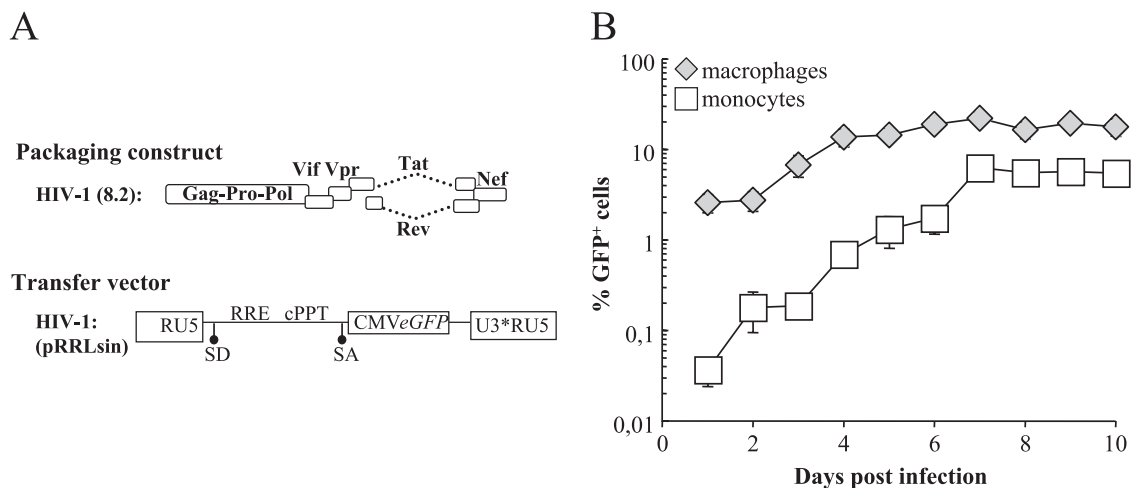 A
Packaging construct
Vif Vpr Tat Nef
HIV-1 (8.2): Gag-Pro-Pol
Rev
Transfer vector
HIV-1: RU5 RRE cPPT CMVeGFP U3*RU5
(pRRLsin)
SD SA
B
100
10
1
0,1
0,01
% GFP⁺ cells
macrophages
monocytes
0 2 4 6 8 10
Days post infection